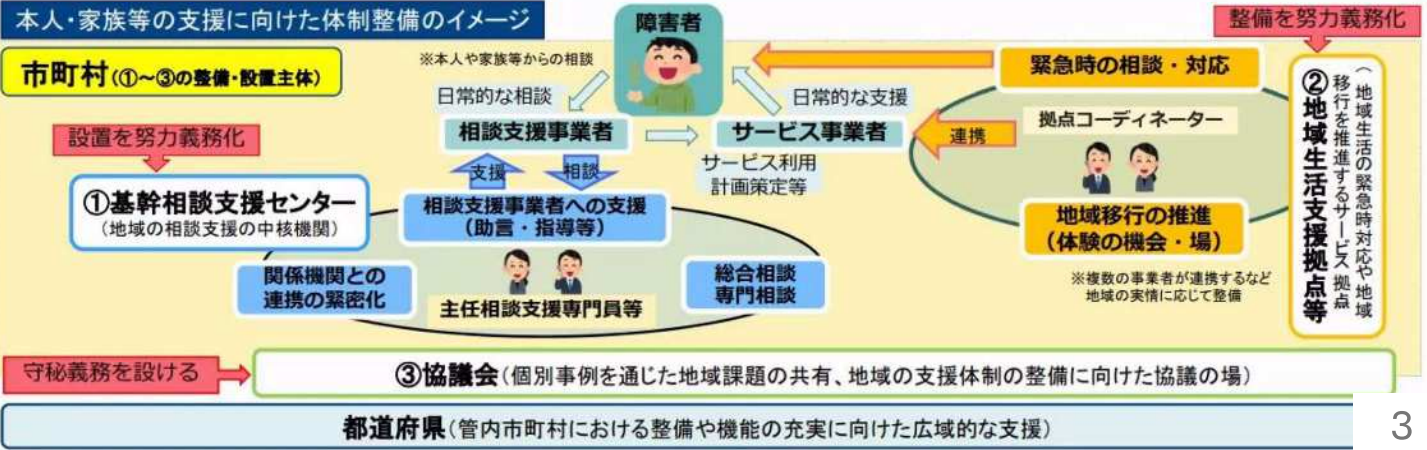 本人・家族等の支援に向けた体制整備のイメージ
市町村(①～③の整備・設置主体)
設置を努力義務化
①基幹相談支援センター
(地域の相談支援の中核機関)
※本人や家族等からの相談
障害者
日常的な相談
日常的な支援
相談支援事業者
サービス事業者
サービス利用
計画策定等
支援
相談
相談支援事業者への支援
(助言・指導等)
関係機関との
連携の緊密化
主任相談支援専門員等
総合相談
専門相談
連携
緊急時の相談・対応
拠点コーディネーター
地域移行の推進
(体験の機会・場)
※複数の事業者が連携するなど
地域の実情に応じて整備
整備を努力義務化
②地域生活支援拠点等
(地域生活の緊急時対応や地域
移行を推進するサービス拠点
守秘義務を設ける
③協議会(個別事例を通じた地域課題の共有、地域の支援体制の整備に向けた協議の場)
都道府県(管内市町村における整備や機能の充実に向けた広域的な支援)
3